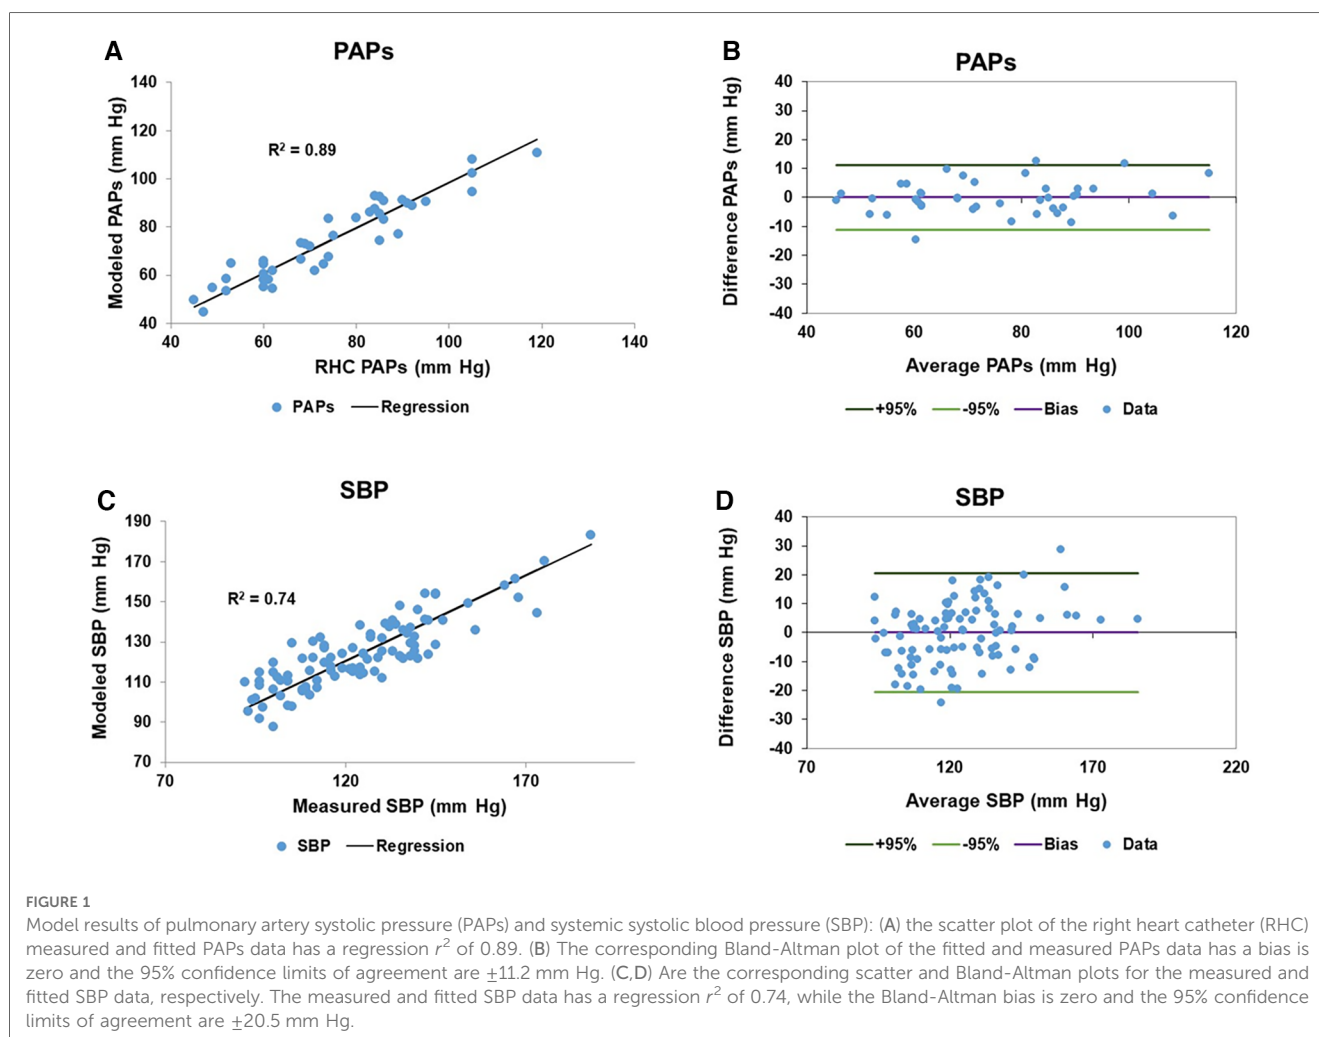 A
PAPs
Modeled PAPs (mm Hg)
140
120
100
80
60
40
R² = 0.89
40 60 80 100 120 140
RHC PAPs (mm Hg)
PAPs Regression
B
PAPs
Difference PAPs (mm Hg)
40
30
20
10
0
-10
-20
-30
-40
40 60 80 100 120
Average PAPs (mm Hg)
+95% -95% Bias Data
C
SBP
Modeled SBP (mm Hg)
190
170
150
130
110
90
70
R² = 0.74
70 120 170
Measured SBP (mm Hg)
SBP Regression
D
SBP
Difference SBP (mm Hg)
40
30
20
10
0
-10
-20
-30
-40
70 120 170 220
Average SBP (mm Hg)
+95% -95% Bias Data
FIGURE 1
Model results of pulmonary artery systolic pressure (PAPs) and systemic systolic blood pressure (SBP): (A) the scatter plot of the right heart catheter (RHC)
measured and fitted PAPs data has a regression r² of 0.89. (B) The corresponding Bland-Altman plot of the fitted and measured PAPs data has a bias is
zero and the 95% confidence limits of agreement are ±11.2 mm Hg. (C,D) Are the corresponding scatter and Bland-Altman plots for the measured and
fitted SBP data, respectively. The measured and fitted SBP data has a regression r² of 0.74, while the Bland-Altman bias is zero and the 95% confidence
limits of agreement are ±20.5 mm Hg.